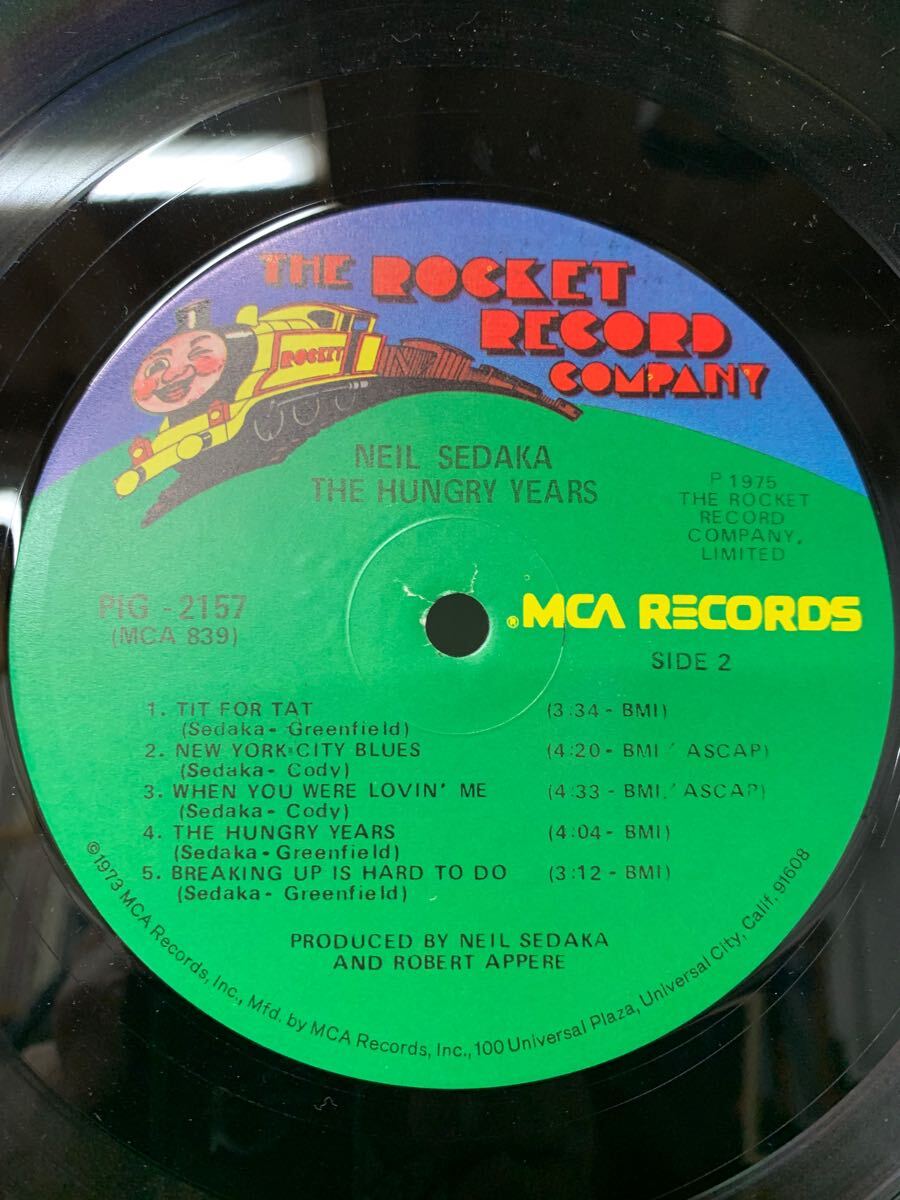 THE ROCKET
RECORD
COMPANY
ROCKET
NEIL SEDAKA
THE HUNGRY YEARS
P 1975
THE ROCKET
RECORD
COMPANY,
LIMITED
PIG - 2157
(MCA 839)
®MCA RECORDS
SIDE 2
1. TIT FOR TAT (3:34 - BMI)
(Sedaka - Greenfield)
2. NEW YORK CITY BLUES (4:20 - BMI / ASCAP)
(Sedaka - Cody)
3. WHEN YOU WERE LOVIN' ME (4:33 - BMI / ASCAP)
(Sedaka - Cody)
4. THE HUNGRY YEARS (4:04 - BMI)
(Sedaka - Greenfield)
5. BREAKING UP IS HARD TO DO (3:12 - BMI)
(Sedaka - Greenfield)
PRODUCED BY NEIL SEDAKA
AND ROBERT APPERE
©1973 MCA Records, Inc., Mfd. by MCA Records, Inc., 100 Universal Plaza, Universal City, Calif. 91608